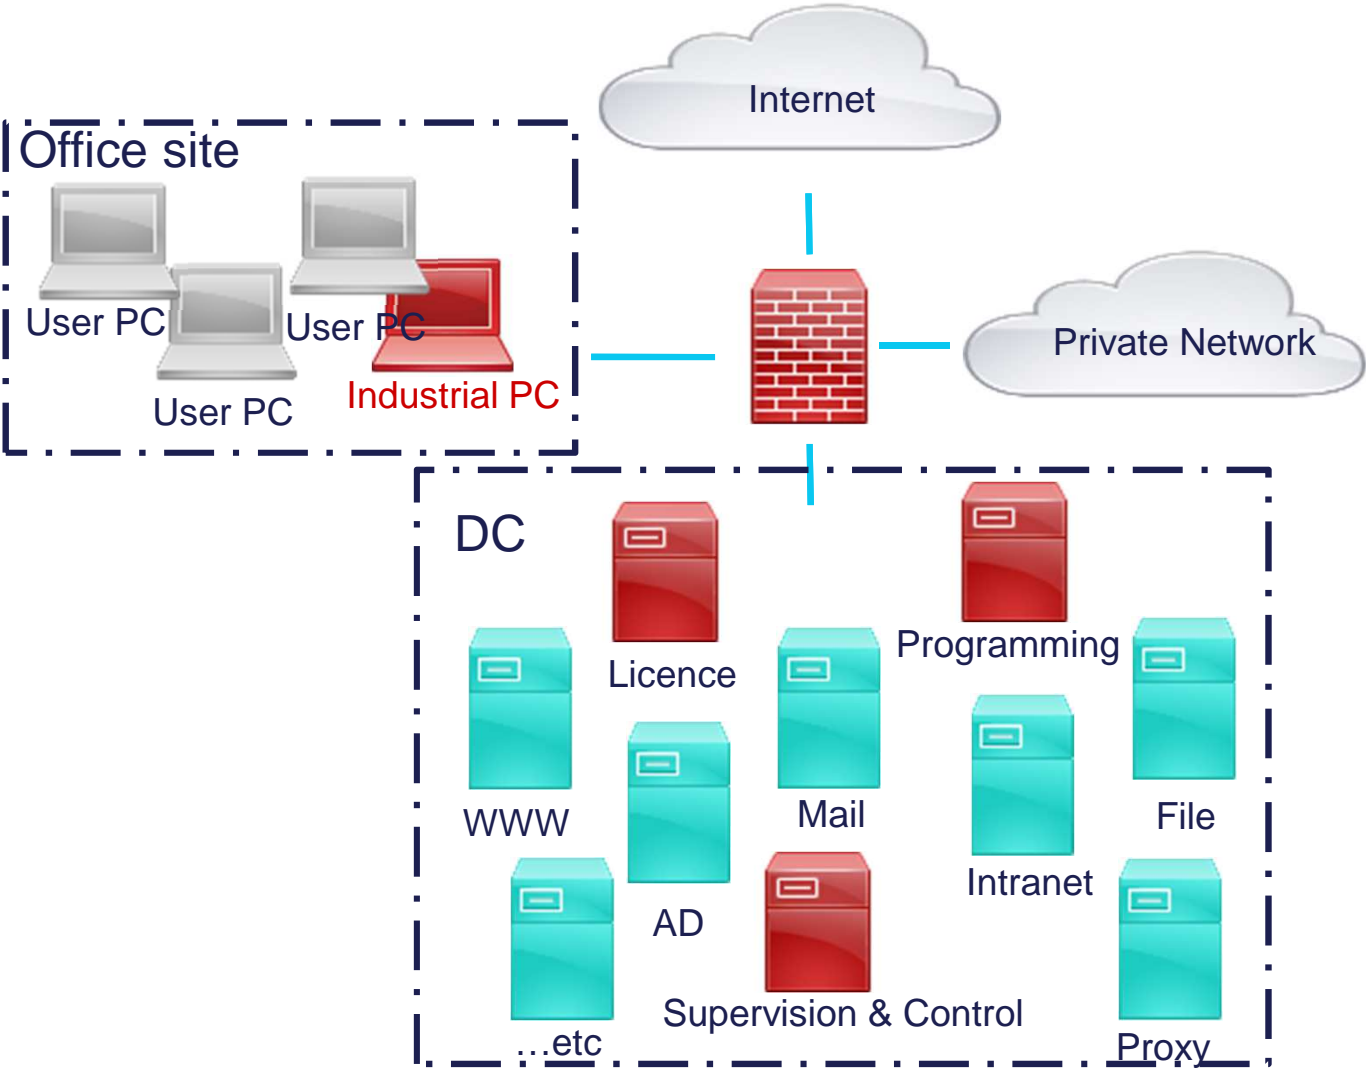 Internet
Office site
User PC
User PC
Private Network
Industrial PC
User PC
DC
Programming
Licence
Mail
File
WWW
Intranet
AD
Supervision & Control
...etc
Proxy